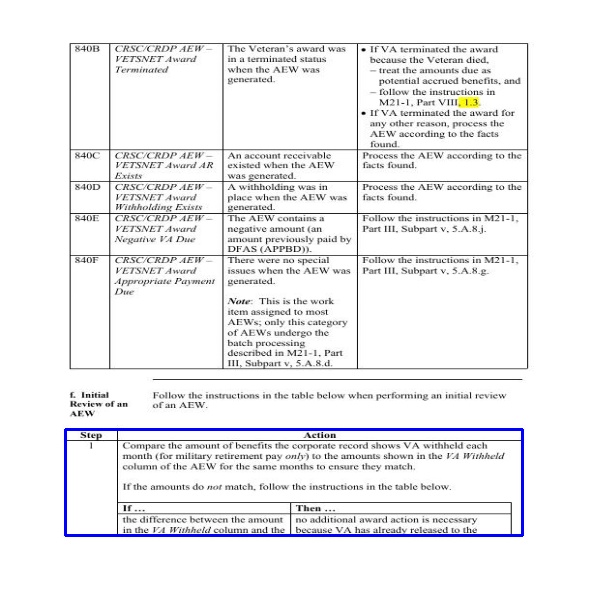 840B CRSC/CRDP AEW – The Veteran's award was • If VA terminated the award
VETSNET Award in a terminated status because the Veteran died,
Terminated when the AEW was – treat the amounts due as
generated. potential accrued benefits, and
– follow the instructions in
M21-1, Part VIII, 1.3.
• If VA terminated the award for
any other reason, process the
AEW according to the facts
found.
840C CRSC/CRDP AEW – An account receivable Process the AEW according to the
VETSNET Award AR existed when the AEW facts found.
Exists was generated.
840D CRSC/CRDP AEW – A withholding was in Process the AEW according to the
VETSNET Award place when the AEW was facts found.
Withholding Exists generated.
840E CRSC/CRDP AEW – The AEW contains a Follow the instructions in M21-1,
VETSNET Award negative amount (an Part III, Subpart v, 5.A.8.j.
Negative VA Due amount previously paid by
DFAS (APPBD)).
840F CRSC/CRDP AEW – There were no special Follow the instructions in M21-1,
VETSNET Award issues when the AEW was Part III, Subpart v, 5.A.8.g.
Appropriate Payment generated.
Due
Note: This is the work
item assigned to most
AEWs; only this category
of AEWs undergo the
batch processing
described in M21-1, Part
III, Subpart v, 5.A.8.d.
f. Initial Follow the instructions in the table below when performing an initial review
Review of an of an AEW.
AEW
Step Action
1 Compare the amount of benefits the corporate record shows VA withheld each
month (for military retirement pay only) to the amounts shown in the VA Withheld
column of the AEW for the same months to ensure they match.
If the amounts do not match, follow the instructions in the table below.
If … Then …
the difference between the amount no additional award action is necessary
in the VA Withheld column and the because VA has already released to the